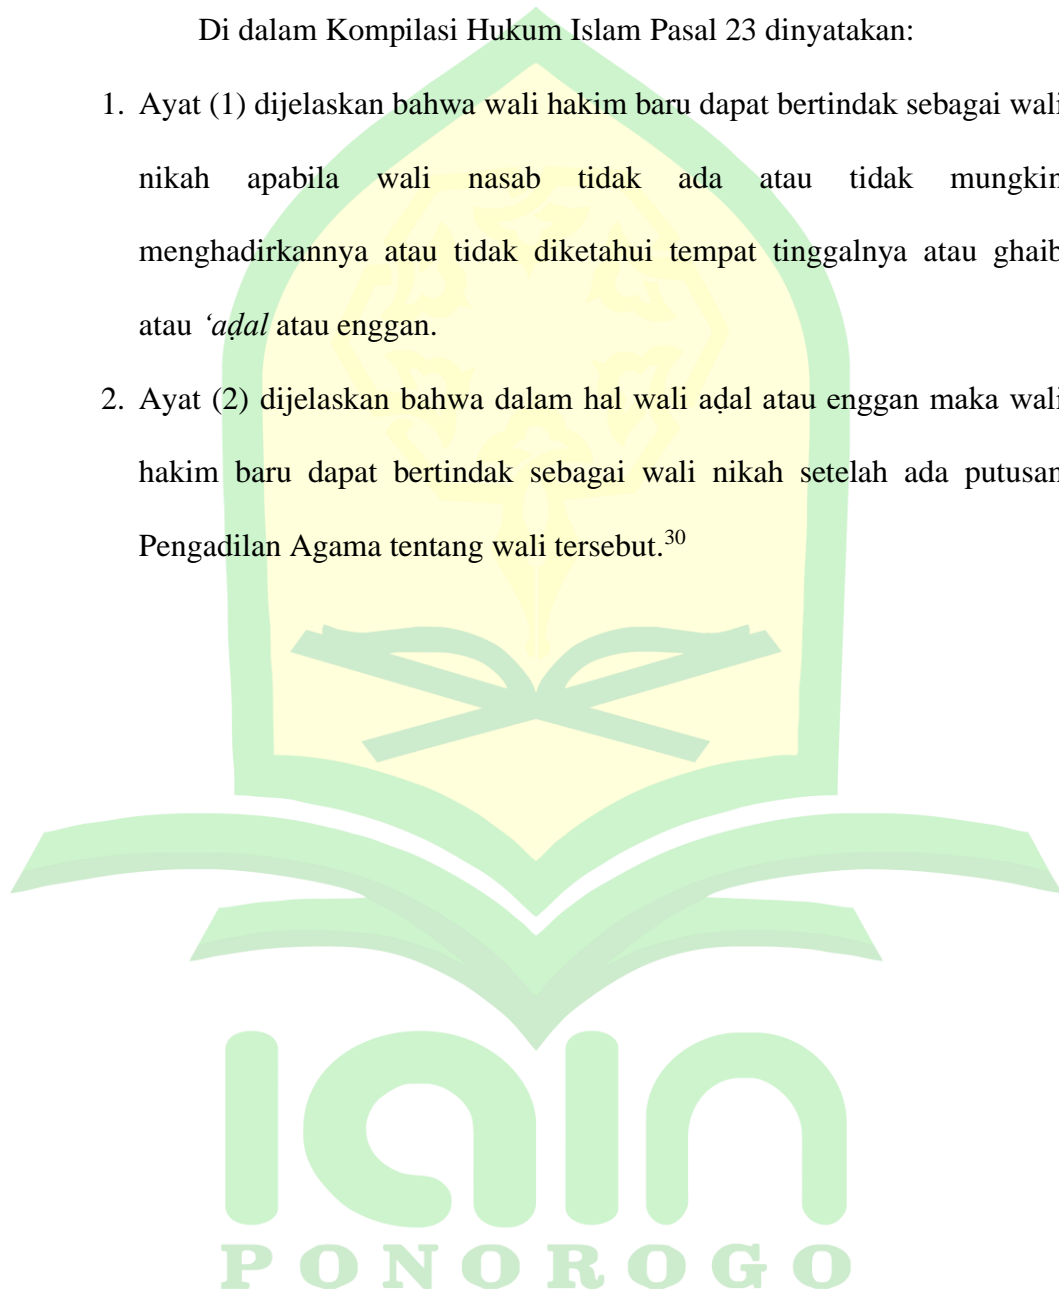 Di dalam Kompilasi Hukum Islam Pasal 23 dinyatakan:
1. Ayat (1) dijelaskan bahwa wali hakim baru dapat bertindak sebagai wali
nikah apabila wali nasab tidak ada atau tidak mungkin
menghadirkannya atau tidak diketahui tempat tinggalnya atau ghaib
atau ‘aḍal atau enggan.
2. Ayat (2) dijelaskan bahwa dalam hal wali aḍal atau enggan maka wali
hakim baru dapat bertindak sebagai wali nikah setelah ada putusan
Pengadilan Agama tentang wali tersebut.30
IAIN
PONOROGO